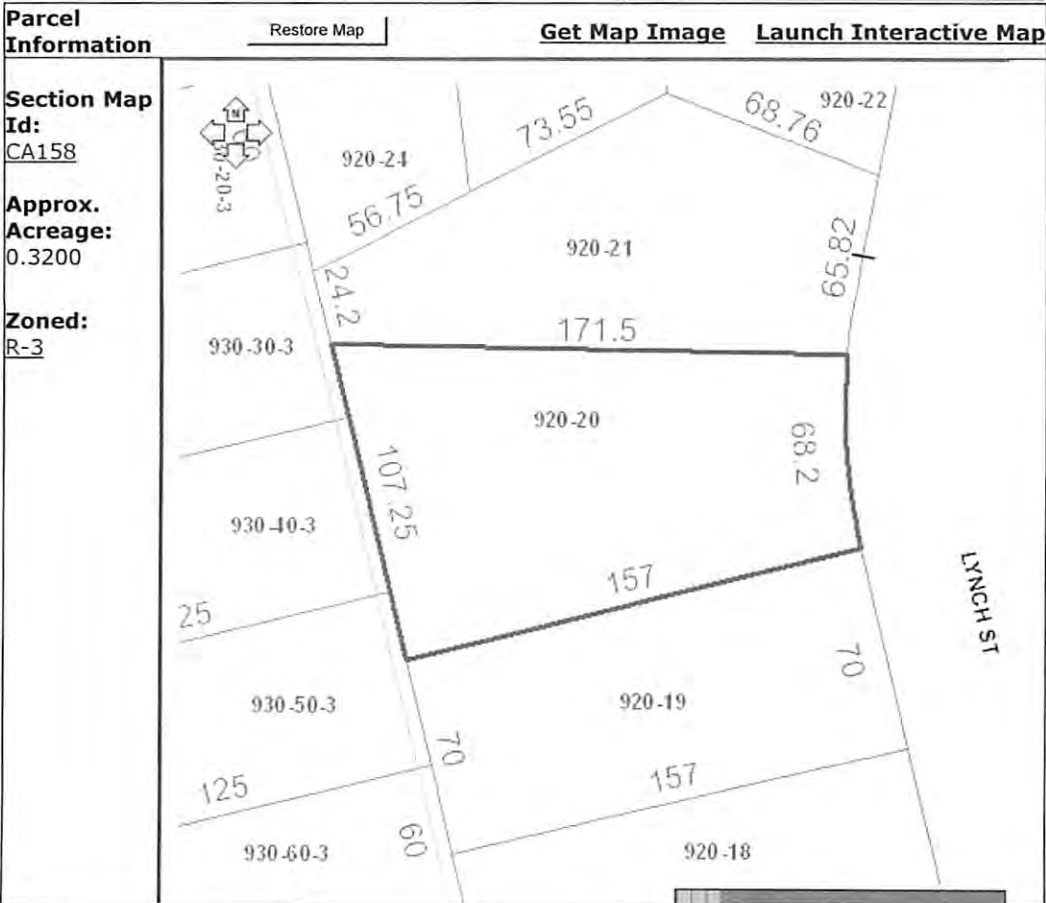 Parcel
Information
Restore Map
Get Map Image
Launch Interactive Map
Section Map
Id:
CA158
Approx.
Acreage:
0.3200
Zoned:
R-3
N
920-24
73.55
68.76
920-22
56.75
920-21
65.82
24.2
171.5
930-30-3
920-20
68.2
107.25
930-40-3
157
LYNCH ST
25
70
930-50-3
920-19
70
125
157
60
930-60-3
920-18